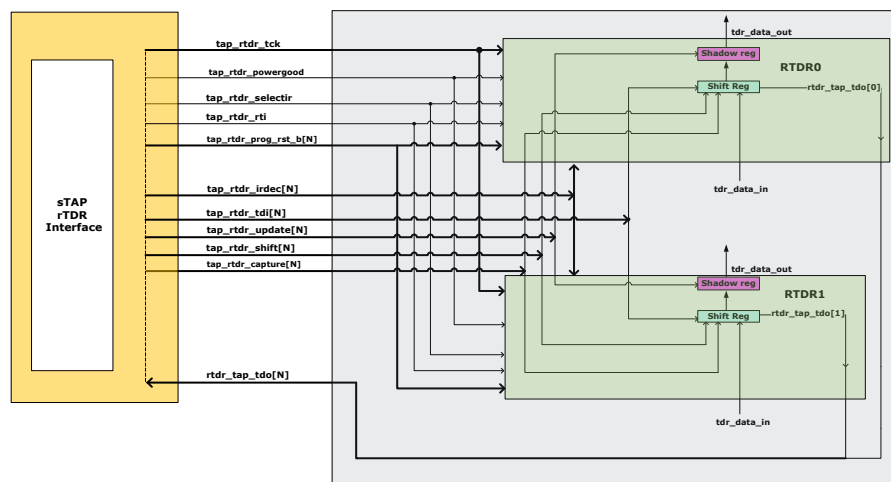 tap_rtdr_tck
tap_rtdr_powergood
tap_rtdr_selectir
tap_rtdr_rti
tap_rtdr_prog_rst_b[N]
tap_rtdr_irdec[N]
tap_rtdr_tdi[N]
tap_rtdr_update[N]
tap_rtdr_shift[N]
tap_rtdr_capture[N]
rtdr_tap_tdo[N]
sTAP
rTDR
Interface
tdr_data_out
Shadow reg
RTDR0
Shift Reg
rtdr_tap_tdo[0]
tdr_data_in
tdr_data_out
Shadow reg
RTDR1
Shift Reg
rtdr_tap_tdo[1]
tdr_data_in